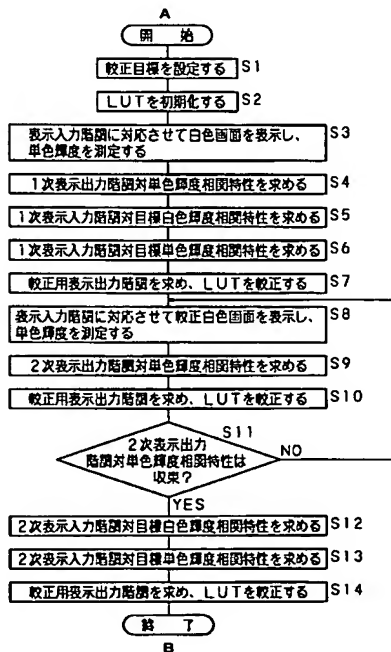 A
開 始
較正目標を設定する S1
LUTを初期化する S2
表示入力階調に対応させて白色画面を表示し、 S3
単色輝度を測定する
1次表示出力階調対単色輝度相関特性を求める S4
1次表示入力階調対目標白色輝度相関特性を求める S5
1次表示入力階調対目標単色輝度相関特性を求める S6
較正用表示出力階調を求め、LUTを較正する S7
表示入力階調に対応させて較正白色画面を表示し、 S8
単色輝度を測定する
2次表示出力階調対単色輝度相関特性を求める S9
較正用表示出力階調を求め、LUTを較正する S10
S11
2次表示出力
階調対単色輝度相関特性は
収束?
NO
YES
2次表示入力階調対目標白色輝度相関特性を求める S12
2次表示入力階調対目標単色輝度相関特性を求める S13
較正用表示出力階調を求め、LUTを較正する S14
終 了
B